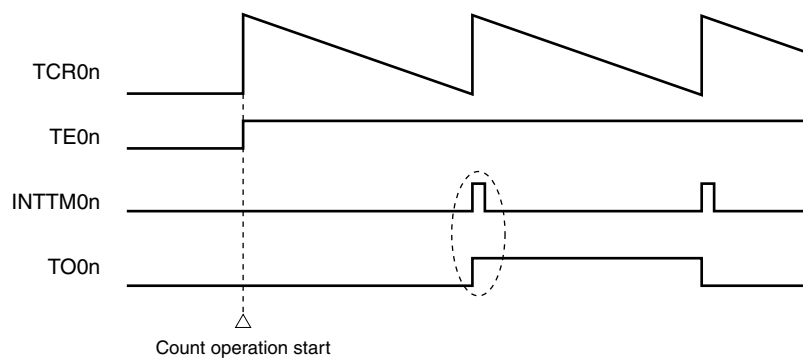 TCR0n
TE0n
INTTM0n
TO0n
Count operation start